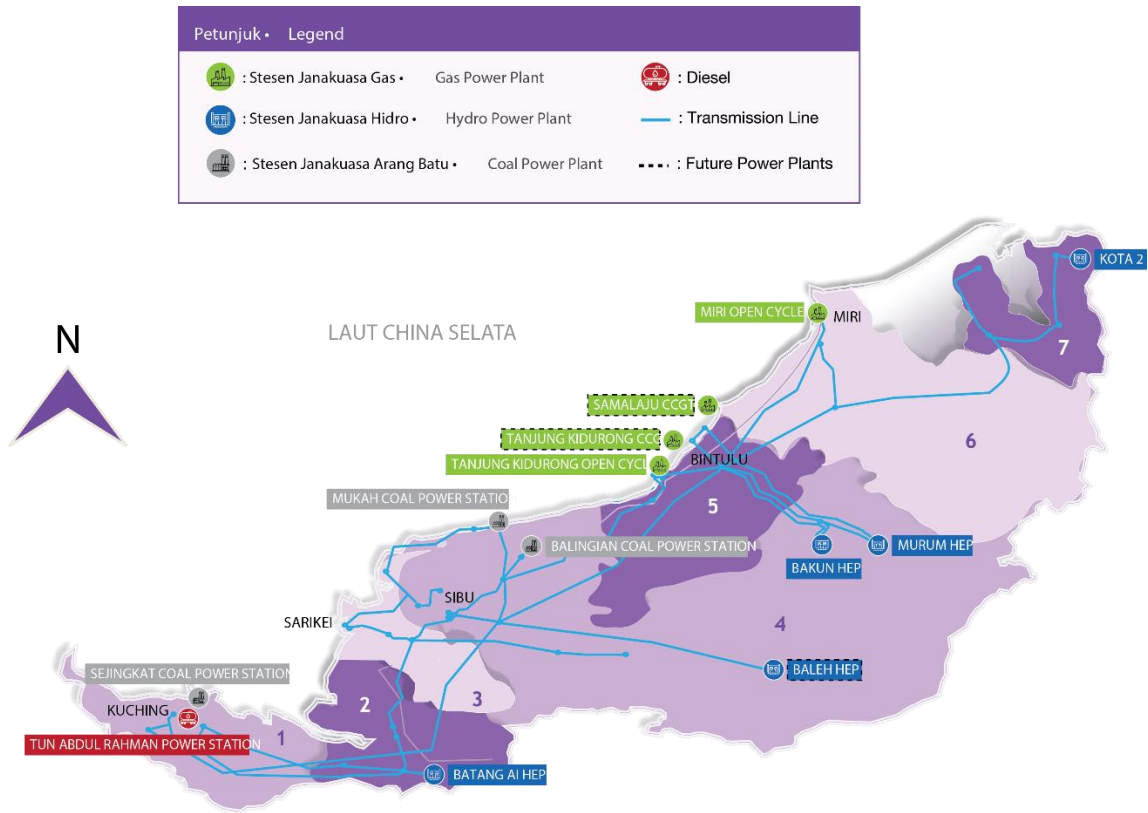 Petunjuk • Legend
: Stesen Janakuasa Gas • Gas Power Plant
: Diesel
: Stesen Janakuasa Hidro • Hydro Power Plant
: Transmission Line
: Stesen Janakuasa Arang Batu • Coal Power Plant
: Future Power Plants
KOTA 2
MIRI OPEN CYCLE
MIRI
LAUT CHINA SELATA
N
7
SAMALAJU CCGT
TANJUNG KIDURONG CCG
6
BINTULU
TANJUNG KIDURONG OPEN CYCL
MUKAH COAL POWER STATIO
5
BALINGIAN COAL POWER STATION
MURUM HEP
BAKUN HEP
SIBU
SARIKEI
4
BALEH HEP
SEJINGKAT COAL POWER STATION
2
3
KUCHING
1
TUN ABDUL RAHMAN POWER STATION
BATANG AI HEP